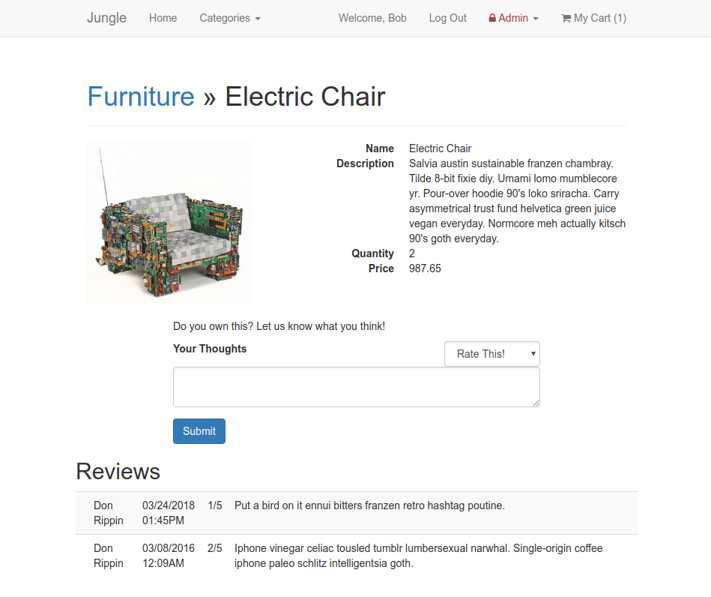 Jungle Home Categories Welcome, Bob Log Out Admin My Cart (1)
Furniture » Electric Chair
Name Electric Chair
Description Salvia austin sustainable franzen chambray.
Tilde 8-bit fixie diy. Umami lomo mumblecore
yr. Pour-over hoodie 90's loko sriracha. Carry
asymmetrical trust fund helvetica green juice
vegan everyday. Normcore meh actually kitsch
90's goth everyday.
Quantity 2
Price 987.65
Do you own this? Let us know what you think!
Your Thoughts Rate This!
Submit
Reviews
Don 03/24/2018 1/5 Put a bird on it ennui bitters franzen retro hashtag poutine.
Rippin 01:45PM
Don 03/08/2016 2/5 Iphone vinegar celiac tousled tumblr lumbersexual narwhal. Single-origin coffee
Rippin 12:09AM iphone paleo schlitz intelligentsia goth.